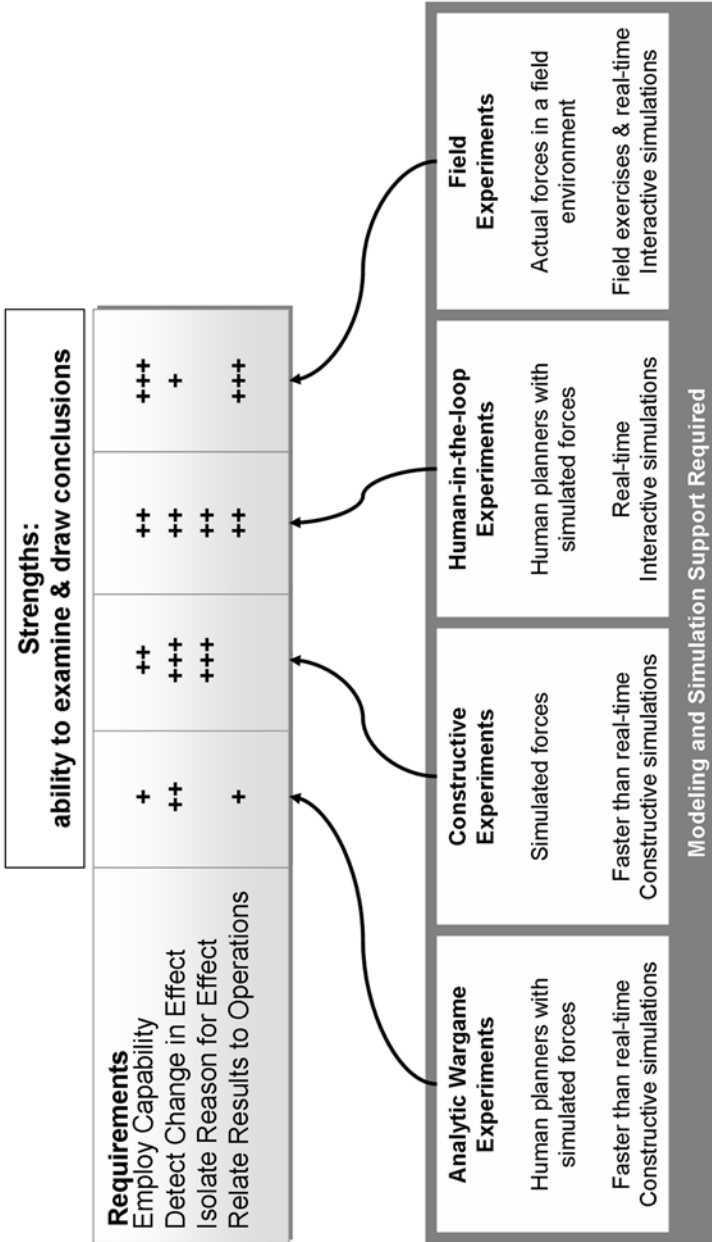 Strengths:
ability to examine & draw conclusions
Requirements
Employ Capability + ++ ++ +++
Detect Change in Effect ++ +++ ++ +
Isolate Reason for Effect +++ ++
Relate Results to Operations + ++ +++
Analytic Wargame
Experiments
Human planners with
simulated forces
Faster than real-time
Constructive simulations
Constructive
Experiments
Simulated forces
Faster than real-time
Constructive simulations
Human-in-the-loop
Experiments
Human planners with
simulated forces
Real-time
Interactive simulations
Field
Experiments
Actual forces in a field
environment
Field exercises & real-time
Interactive simulations
Modeling and Simulation Support Required